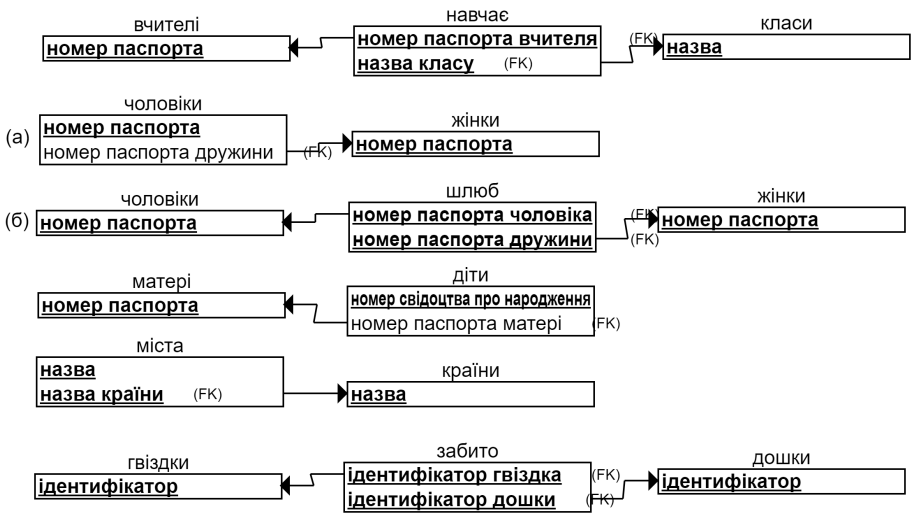 вчителі
номер паспорта
навчає
номер паспорта вчителя
(FK)
назва класу (FK)
класи
назва
(а)
чоловіки
номер паспорта
номер паспорта дружини (FK)
жінки
номер паспорта
(б)
чоловіки
номер паспорта
шлюб
номер паспорта чоловіка (FK)
номер паспорта дружини (FK)
жінки
номер паспорта
матері
номер паспорта
діти
номер свідоцтва про народження
номер паспорта матері (FK)
міста
назва
назва країни (FK)
країни
назва
гвіздки
ідентифікатор
забито
ідентифікатор гвіздка (FK)
ідентифікатор дошки (FK)
дошки
ідентифікатор